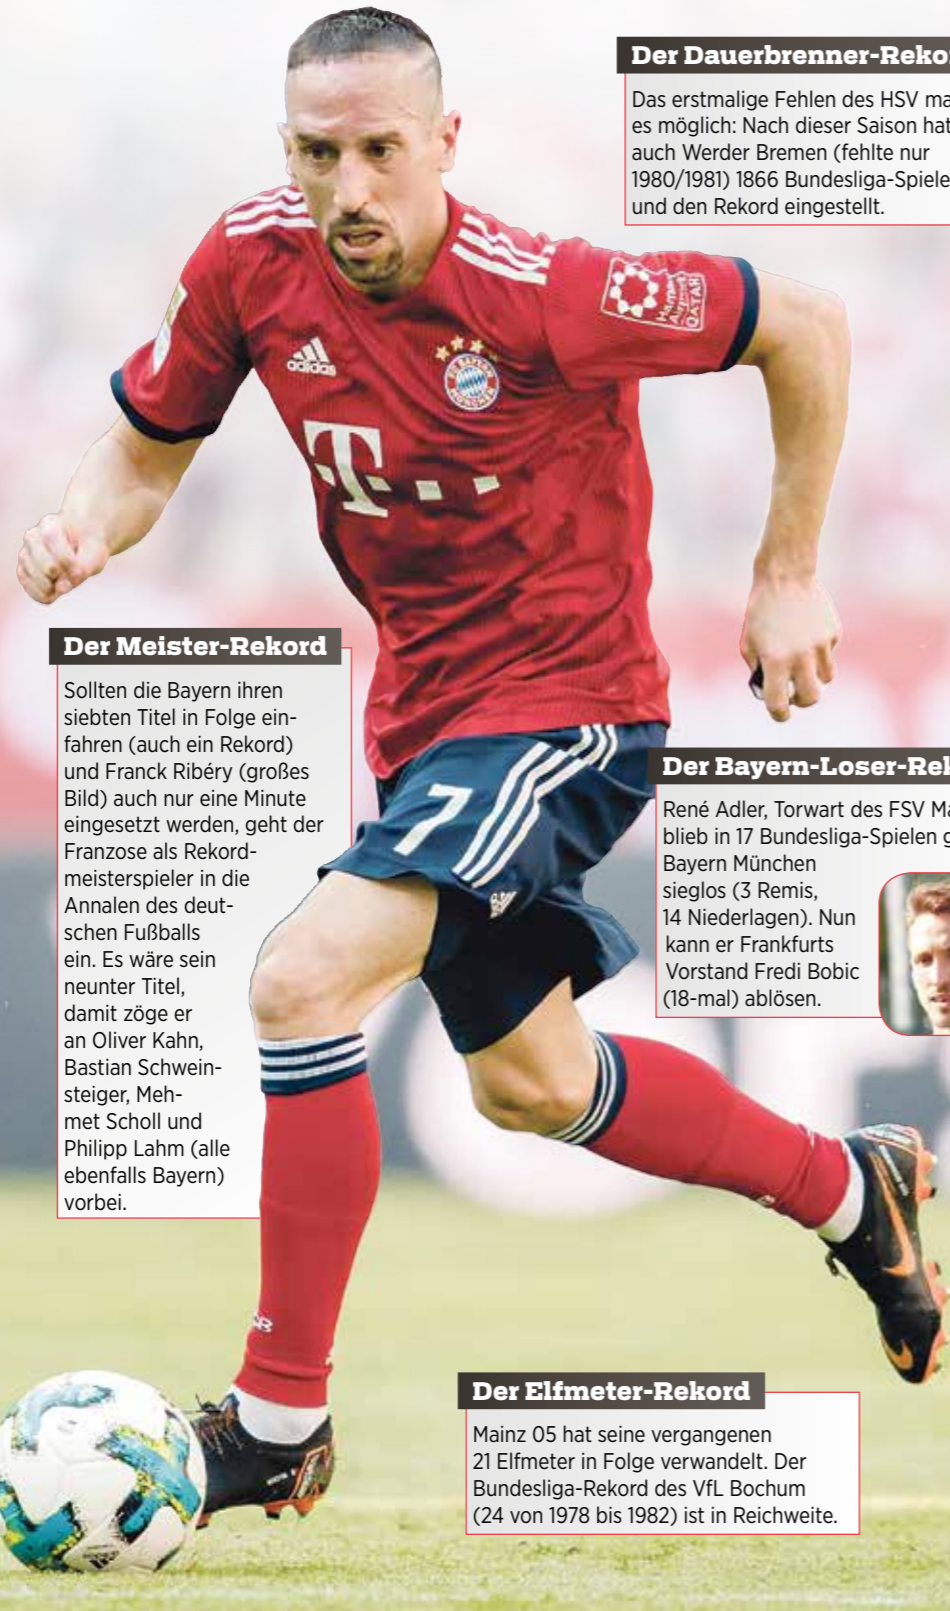 Der Dauerbrenner-Reko
Das erstmalige Fehlen des HSV ma
es möglich: Nach dieser Saison hat
auch Werder Bremen (fehlte nur
1980/1981) 1866 Bundesliga-Spiele
und den Rekord eingestellt.
Hamad
Airport
QATAR
adidas
FC BAYERN
MÜNCHEN
T
Der Meister-Rekord
Sollten die Bayern ihren
siebten Titel in Folge ein-
fahren (auch ein Rekord)
und Franck Ribéry (großes
Bild) auch nur eine Minute
eingesetzt werden, geht der
Franzose als Rekord-
meisterspieler in die
Annalen des deut-
schen Fußballs
ein. Es wäre sein
neunter Titel,
damit zöge er
an Oliver Kahn,
Bastian Schwein-
steiger, Meh-
met Scholl und
Philipp Lahm (alle
ebenfalls Bayern)
vorbei.
7
Der Bayern-Loser-Rek
René Adler, Torwart des FSV Ma
blieb in 17 Bundesliga-Spielen g
Bayern München
sieglos (3 Remis,
14 Niederlagen). Nun
kann er Frankfurts
Vorstand Fredi Bobic
(18-mal) ablösen.
Der Elfmeter-Rekord
Mainz 05 hat seine vergangenen
21 Elfmeter in Folge verwandelt. Der
Bundesliga-Rekord des VfL Bochum
(24 von 1978 bis 1982) ist in Reichweite.